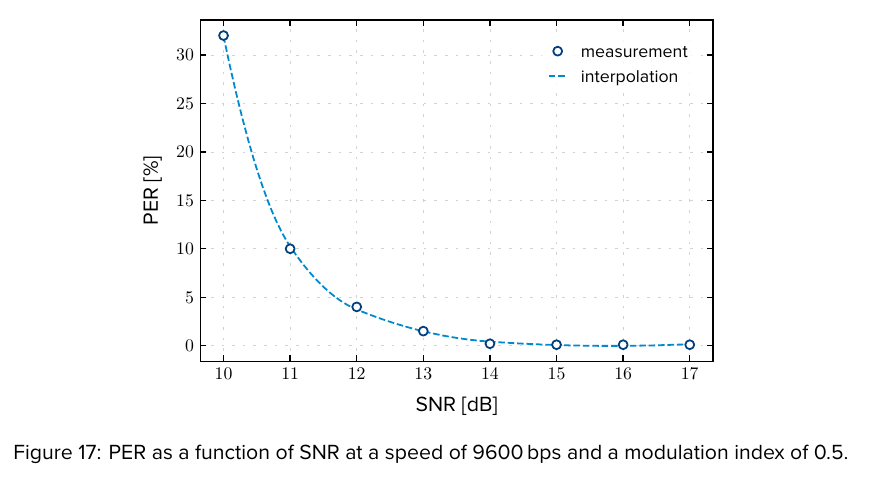 measurement
interpolation
30
25
20
15
10
5
0
PER [%]
10 11 12 13 14 15 16 17
SNR [dB]
Figure 17: PER as a function of SNR at a speed of 9600 bps and a modulation index of 0.5.